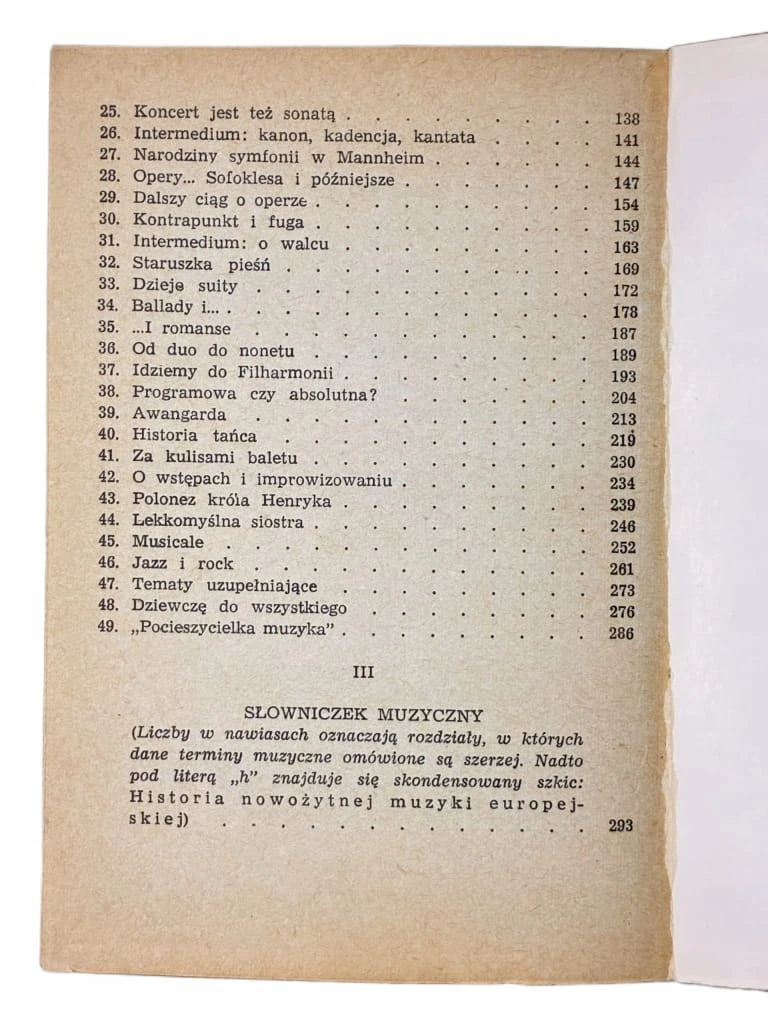 25. Koncert jest też sonatą . . . . . . . . . 138
26. Intermedium: kanon, kadencja, kantata . . . . 141
27. Narodziny symfonii w Mannheim . . . . . . 144
28. Opery... Sofoklesa i późniejsze . . . . . . . 147
29. Dalszy ciąg o operze . . . . . . . . . . 154
30. Kontrapunkt i fuga . . . . . . . . . . 159
31. Intermedium: o walcu . . . . . . . . . 163
32. Staruszka pieśń . . . . . . . . . . . 169
33. Dzieje suity . . . . . . . . . . . . 172
34. Ballady i... . . . . . . . . . . . . . 178
35. ...I romanse . . . . . . . . . . . . 187
36. Od duo do nonetu . . . . . . . . . . 189
37. Idziemy do Filharmonii . . . . . . . . . 193
38. Programowa czy absolutna? . . . . . . . 204
39. Awangarda . . . . . . . . . . . . 213
40. Historia tańca . . . . . . . . . . . 219
41. Za kulisami baletu . . . . . . . . . . 230
42. O wstępach i improwizowaniu . . . . . . . 234
43. Polonez króla Henryka . . . . . . . . . 239
44. Lekkomyślna siostra . . . . . . . . . . 246
45. Musicale . . . . . . . . . . . . . 252
46. Jazz i rock . . . . . . . . . . . . 261
47. Tematy uzupełniające . . . . . . . . . 273
48. Dziewczę do wszystkiego . . . . . . . . 276
49. „Pocieszycielka muzyka” . . . . . . . . . 286
III
SŁOWNICZEK MUZYCZNY
(Liczby w nawiasach oznaczają rozdziały, w których
dane terminy muzyczne omówione są szerzej. Nadto
pod literą „h” znajduje się skondensowany szkic:
Historia nowożytnej muzyki europej-
skiej) . . . . . . . . . . . . . 293